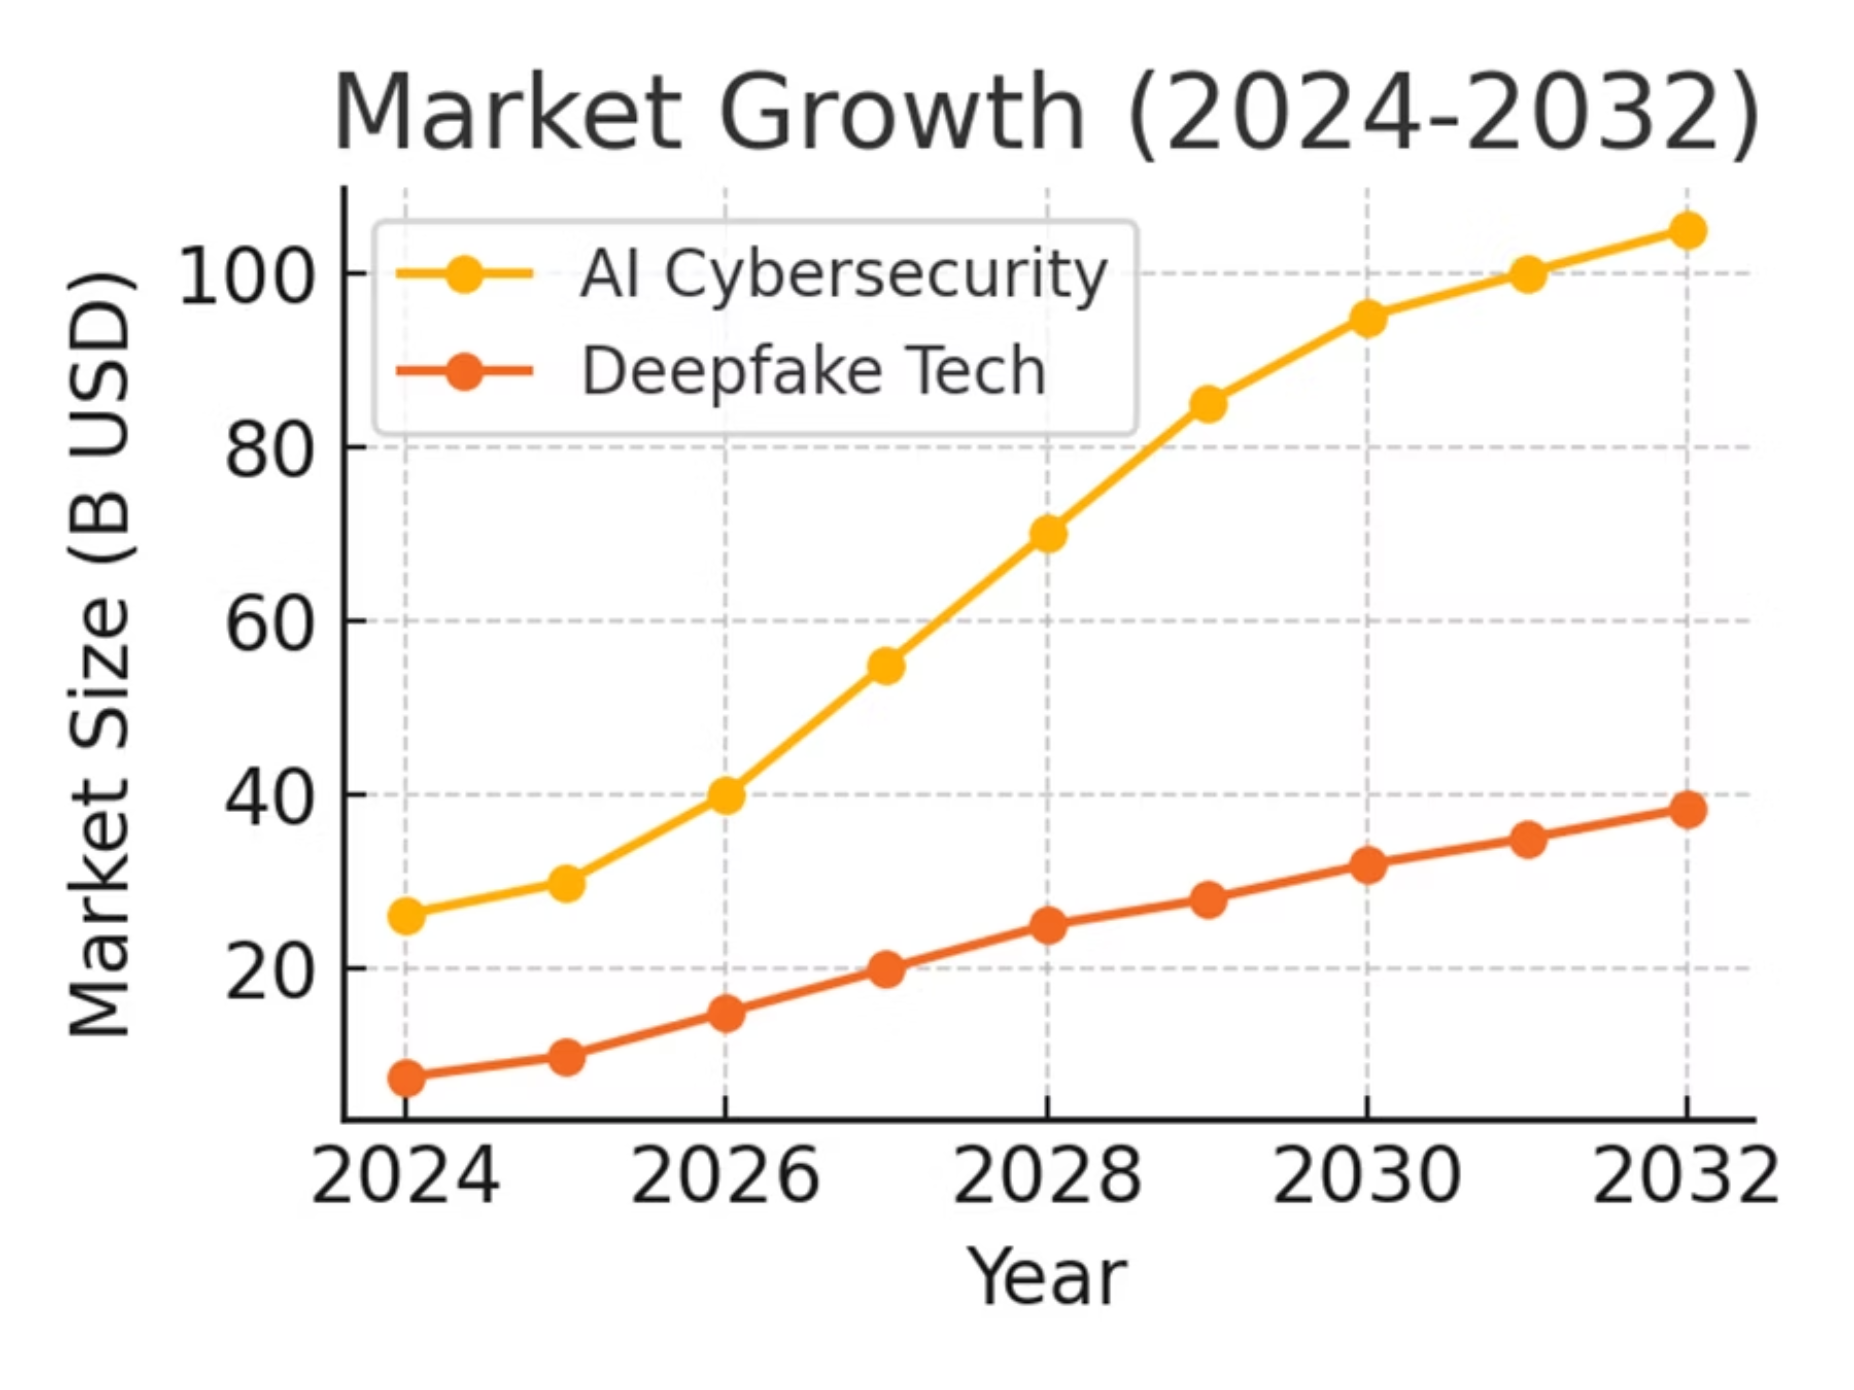 Market Growth (2024-2032)
AI Cybersecurity
Deepfake Tech
Market Size (B USD)
100
80
60
40
20
2024 2026 2028 2030 2032
Year